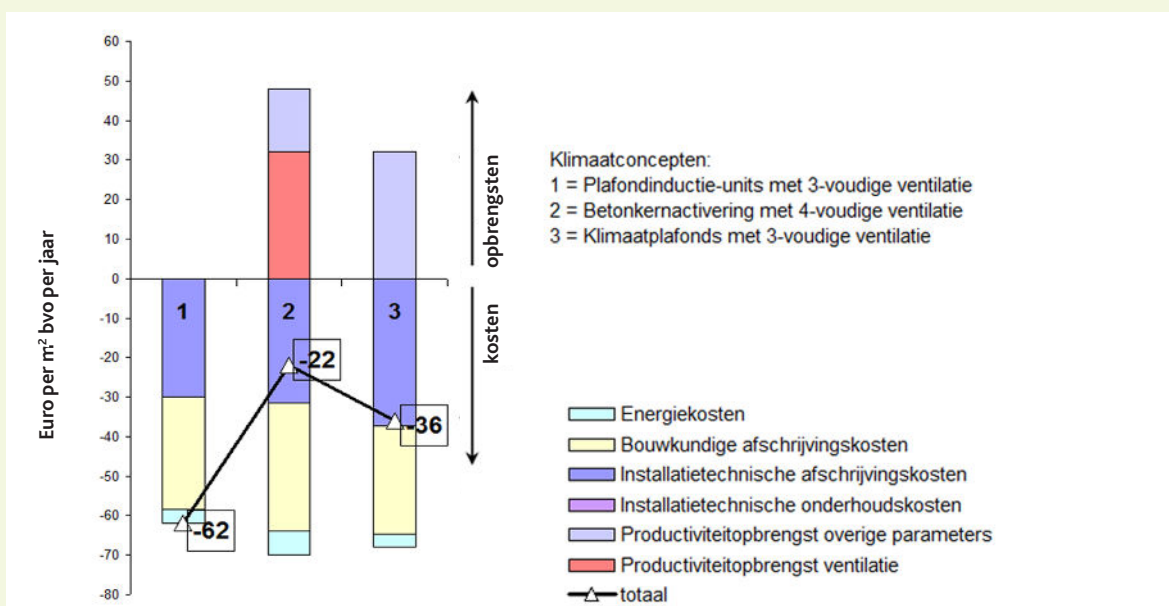 60
50
40
30
20
10
0
-10
-20
-30
-40
-50
-60
-70
-80
Euro per m² bvo per jaar
1
2
3
-62
-22
-36
opbrengsten
kosten
Klimaatconcepten:
1 = Plafondinductie-units met 3-voudige ventilatie
2 = Betonkernactivering met 4-voudige ventilatie
3 = Klimaatplafonds met 3-voudige ventilatie
Energiekosten
Bouwkundige afschrijvingskosten
Installatietechnische afschrijvingskosten
Installatietechnische onderhoudskosten
Productiviteitopbrengst overige parameters
Productiviteitopbrengst ventilatie
totaal